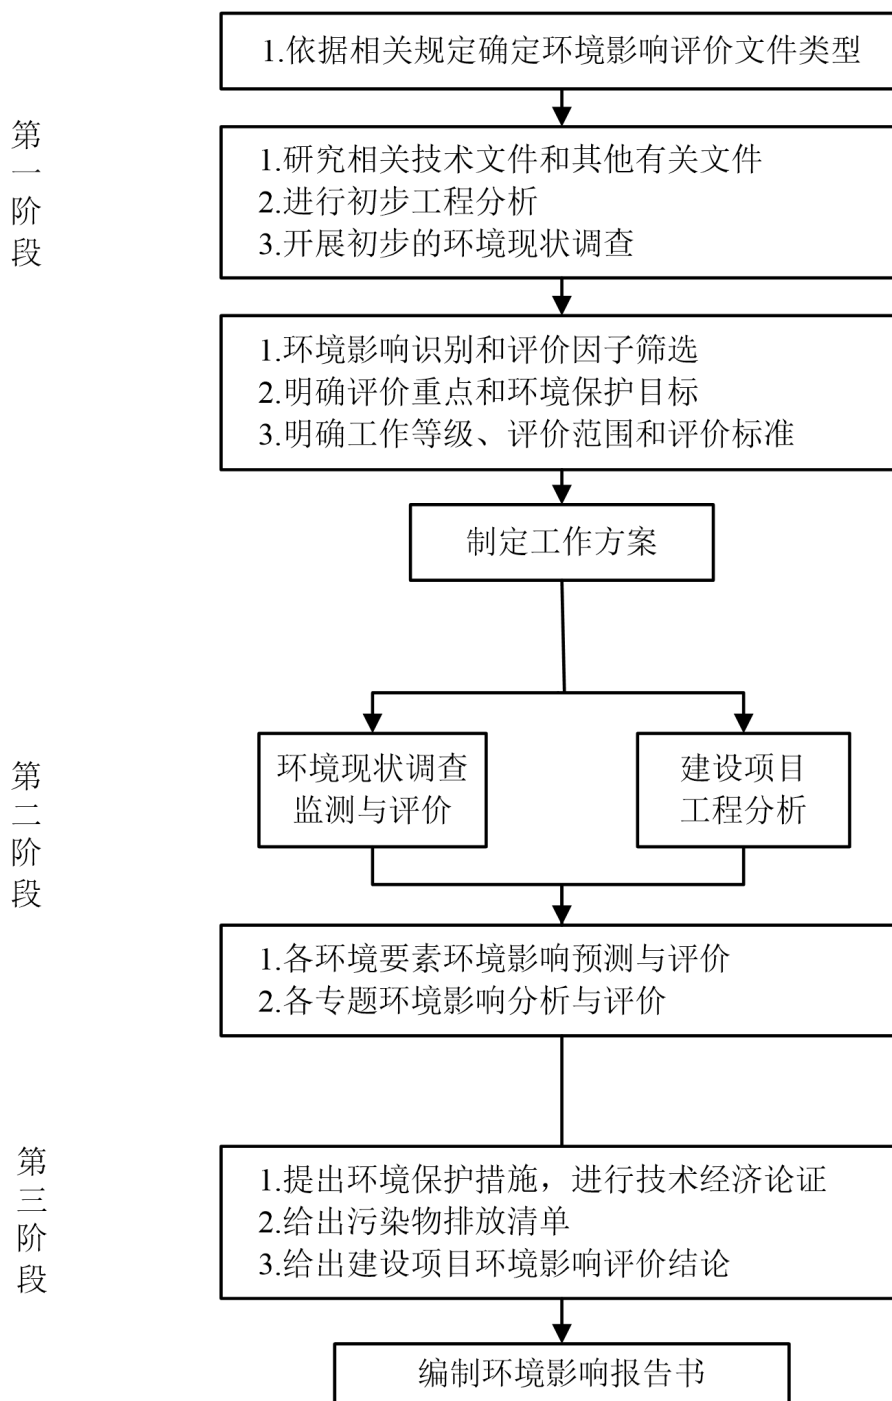 1.依据相关规定确定环境影响评价文件类型
第一阶段
1.研究相关技术文件和其他有关文件
2.进行初步工程分析
3.开展初步的环境现状调查
1.环境影响识别和评价因子筛选
2.明确评价重点和环境保护目标
3.明确工作等级、评价范围和评价标准
制定工作方案
第二阶段
环境现状调查
监测与评价
建设项目
工程分析
1.各环境要素环境影响预测与评价
2.各专题环境影响分析与评价
第三阶段
1.提出环境保护措施，进行技术经济论证
2.给出污染物排放清单
3.给出建设项目环境影响评价结论
编制环境影响报告书